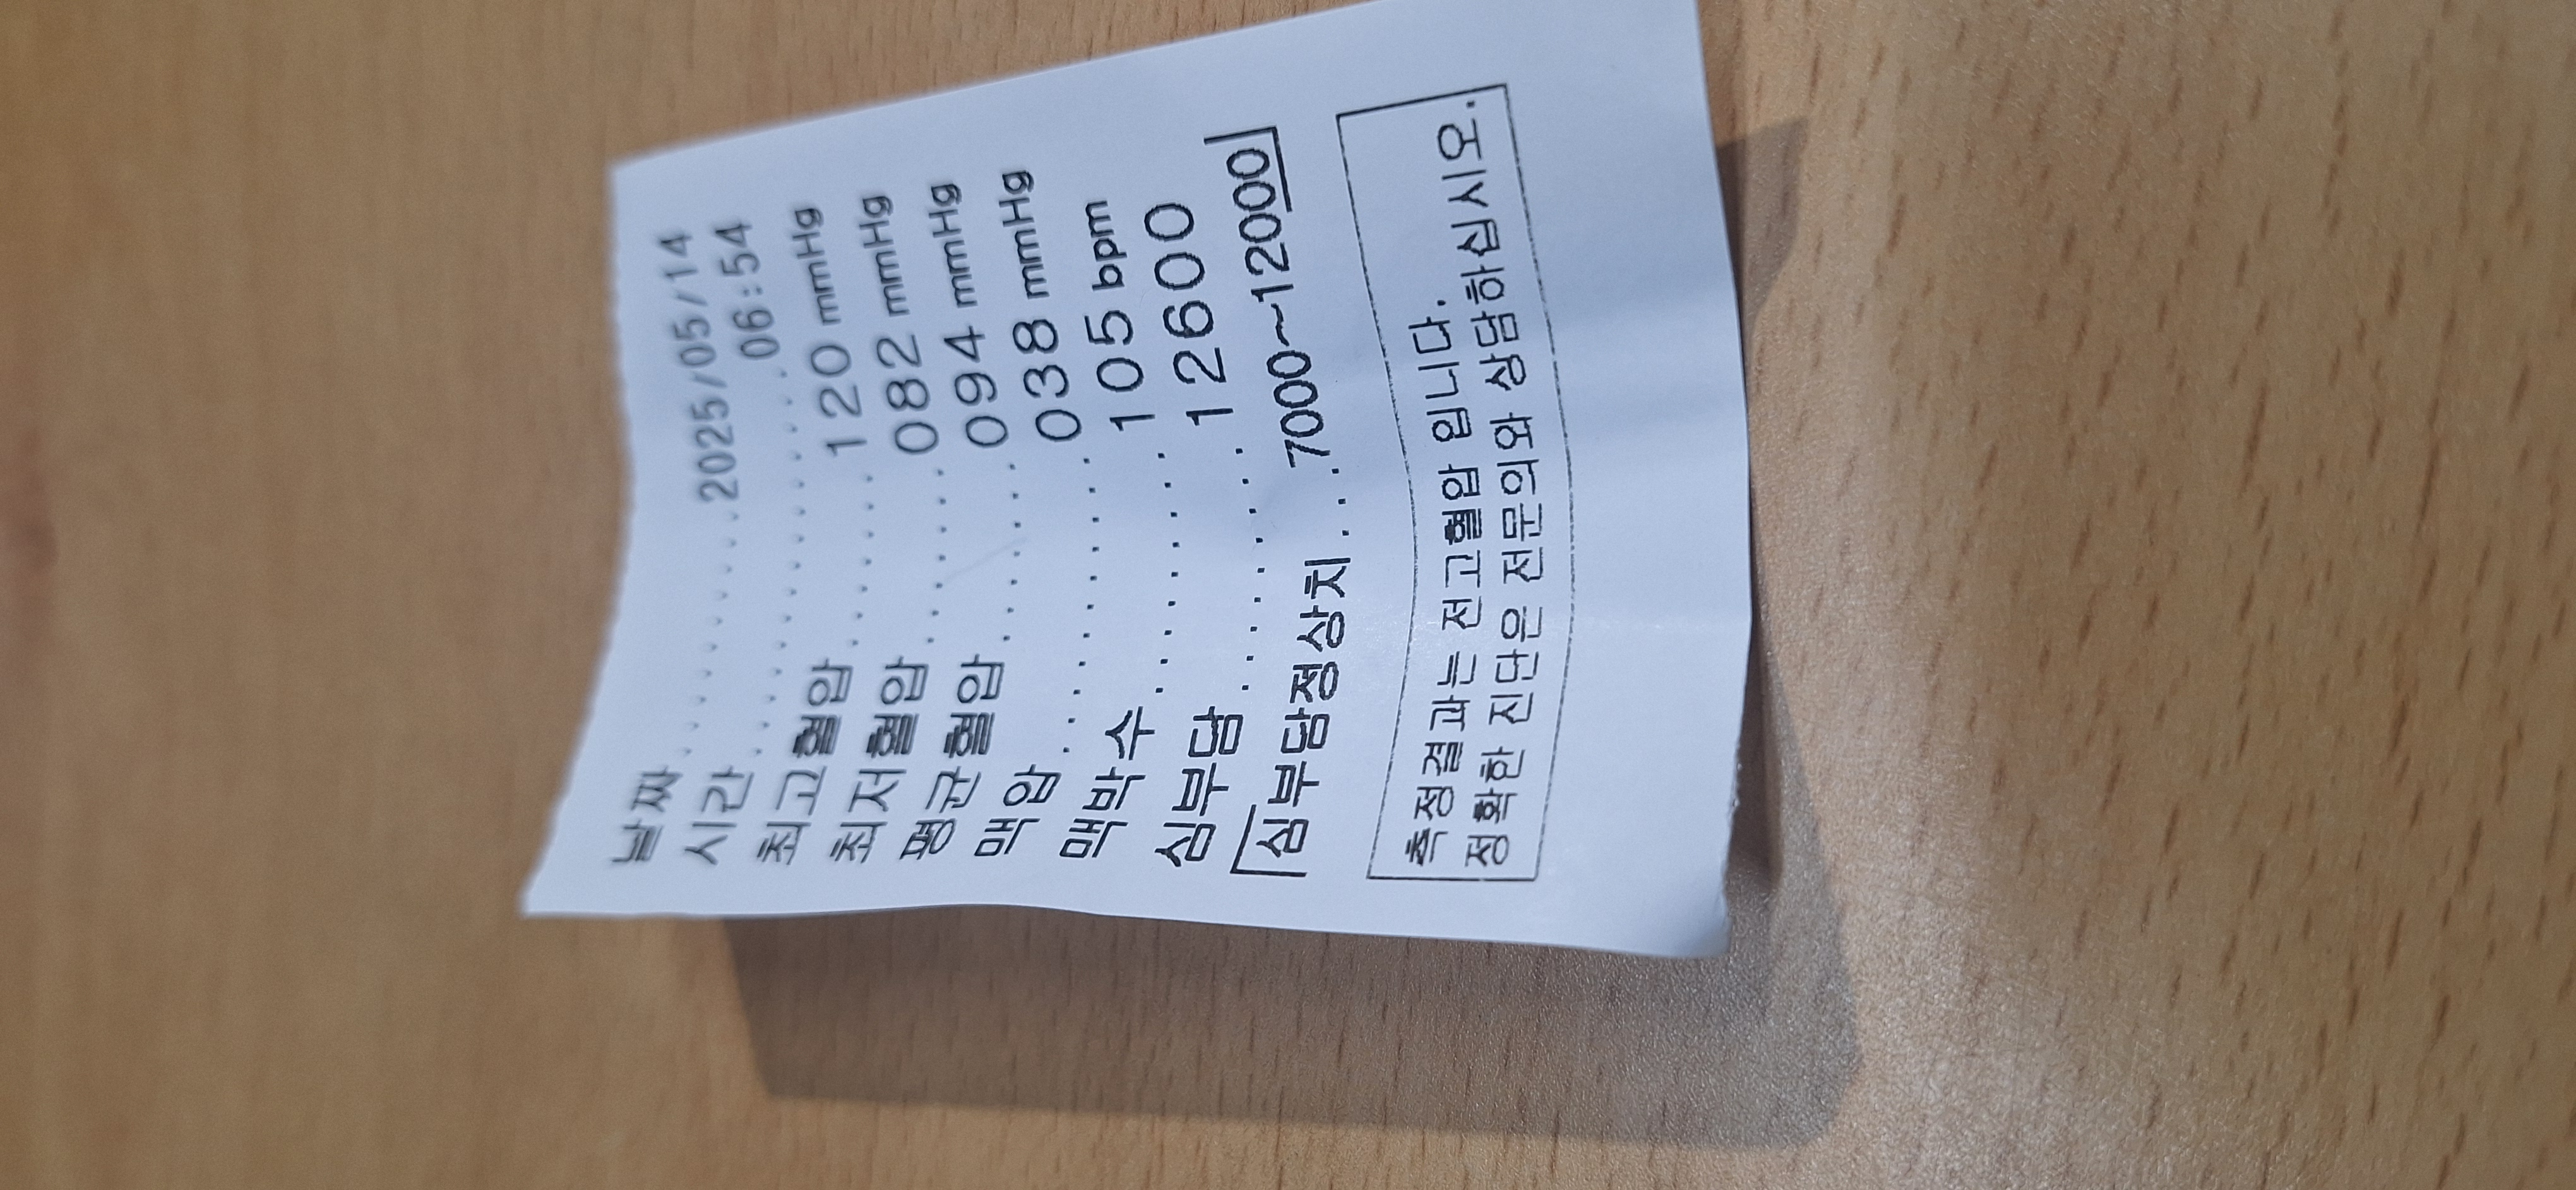 날짜..........2025/05/14
시간................06:54
최고혈압......120 mmHg
최저혈압......082 mmHg
평균혈압......094 mmHg
맥압..........038 mmHg
맥박수........105 bpm
심부담........12600
[심부담정상치...7000~12000]
측정결과는 전고혈압 입니다.
정확한 진단은 전문의와 상담하십시오.